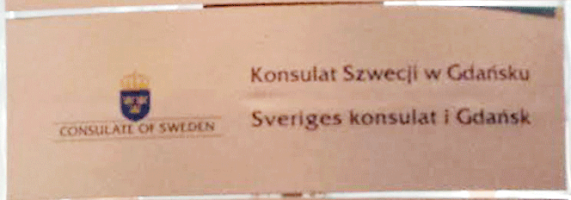 CONSULATE OF SWEDEN
Konsulat Szwecji w Gdańsku
Sveriges konsulat i Gdańsk